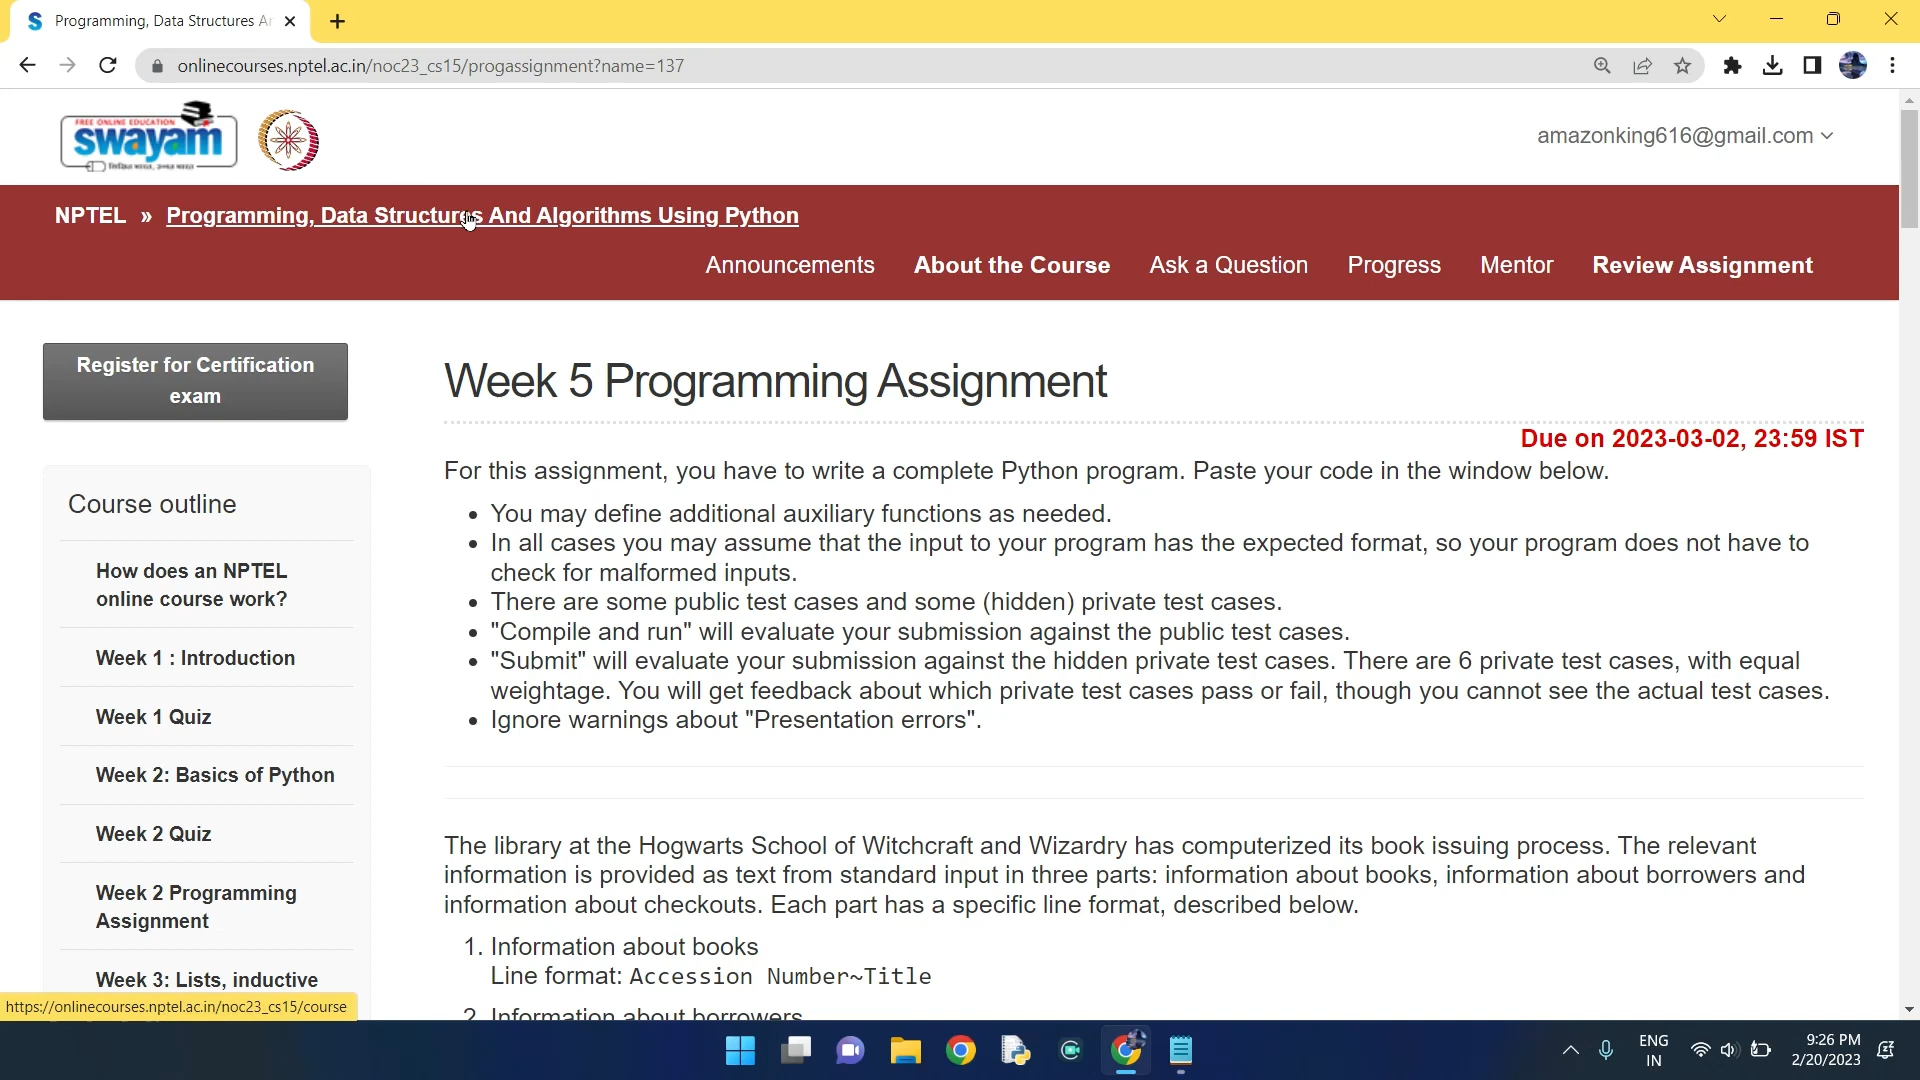 Programming, Data Structures A
onlinecourses.nptel.ac.in/noc23_cs15/progassignment?name=137
FREE ONLINE EDUCATION
swayam
amazonking616@gmail.com
NPTEL » Programming, Data Structures And Algorithms Using Python
Announcements About the Course Ask a Question Progress Mentor Review Assignment
Register for Certification
exam
Week 5 Programming Assignment
Due on 2023-03-02, 23:59 IST
For this assignment, you have to write a complete Python program. Paste your code in the window below.
• You may define additional auxiliary functions as needed.
• In all cases you may assume that the input to your program has the expected format, so your program does not have to
check for malformed inputs.
• There are some public test cases and some (hidden) private test cases.
• "Compile and run" will evaluate your submission against the public test cases.
• "Submit" will evaluate your submission against the hidden private test cases. There are 6 private test cases, with equal
weightage. You will get feedback about which private test cases pass or fail, though you cannot see the actual test cases.
• Ignore warnings about "Presentation errors".
The library at the Hogwarts School of Witchcraft and Wizardry has computerized its book issuing process. The relevant
information is provided as text from standard input in three parts: information about books, information about borrowers and
information about checkouts. Each part has a specific line format, described below.
1. Information about books
Line format: Accession Number~Title
2. Information about borrowers
Course outline
How does an NPTEL
online course work?
Week 1 : Introduction
Week 1 Quiz
Week 2: Basics of Python
Week 2 Quiz
Week 2 Programming
Assignment
Week 3: Lists, inductive
https://onlinecourses.nptel.ac.in/noc23_cs15/course
ENG
IN
9:26 PM
2/20/2023